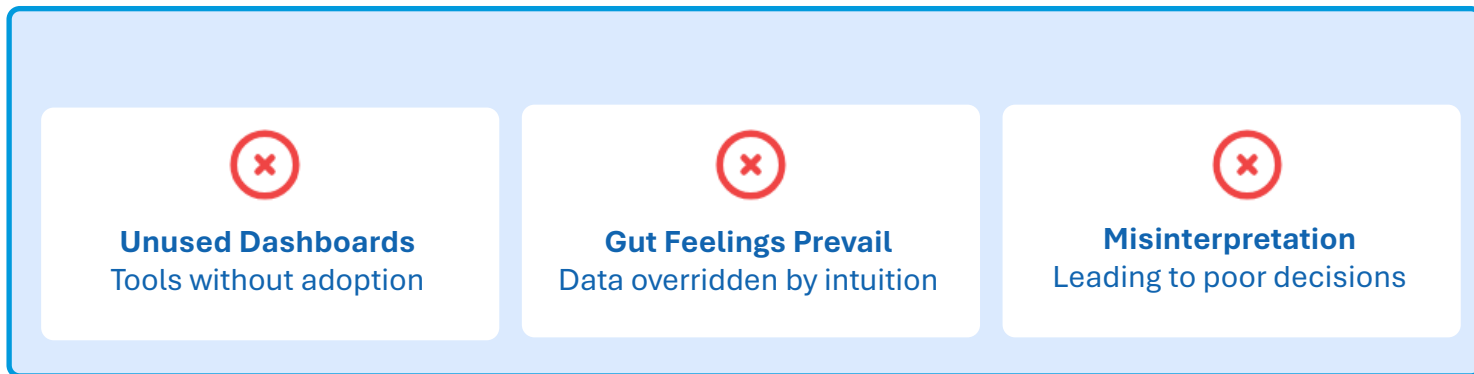 Unused Dashboards
Tools without adoption
Gut Feelings Prevail
Data overridden by intuition
Misinterpretation
Leading to poor decisions